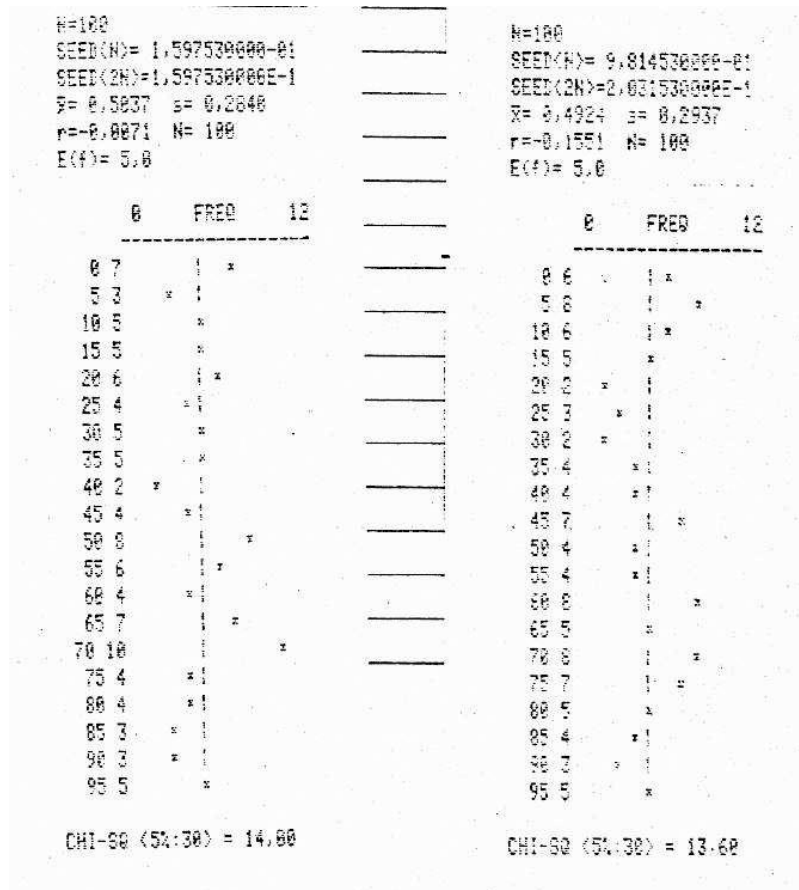 N=100
SEED(N)= 1,597530000-01
SEED(2N)=1,597530006E-1
x̄= 0,5037 s= 0,2840
r=-0,0071 N= 100
E(f)= 5,0
0 FREQ 12
0 7
5 3
10 5
15 5
20 6
25 4
30 5
35 5
40 2
45 4
50 8
55 6
60 4
65 7
70 10
75 4
80 4
85 3
90 3
95 5
CHI-SQ (5%:30) = 14,00
N=100
SEED(N)= 9,814530000-01
SEED(2N)=2,031530000E-1
x̄= 0,4924 s= 0,2937
r=-0,1551 N= 100
E(f)= 5,0
0 FREQ 12
0 6
5 8
10 6
15 5
20 2
25 3
30 2
35 4
40 4
45 7
50 4
55 4
60 8
65 5
70 8
75 7
80 5
85 4
90 3
95 5
CHI-SQ (5%:30) = 13.60